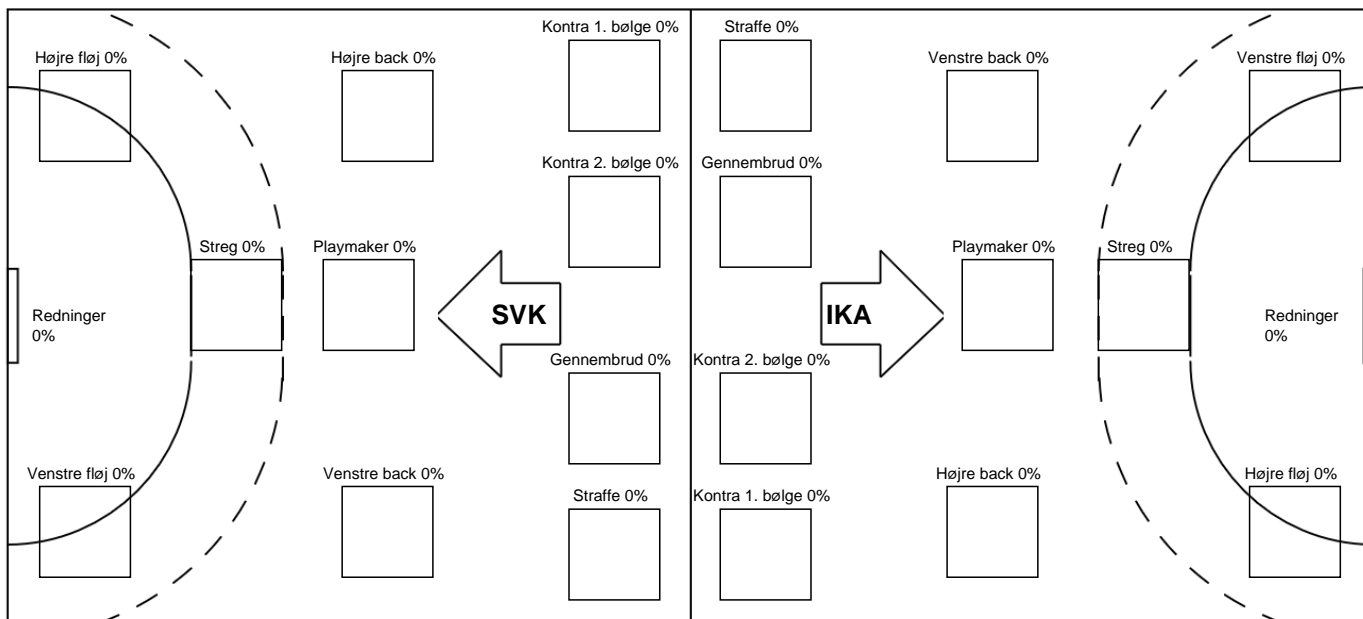 Kontra 1. bølge 0%
Straffe 0%
Højre fløj 0%
Højre back 0%
Venstre back 0%
Venstre fløj 0%
Kontra 2. bølge 0%
Gennembrud 0%
Streg 0%
Playmaker 0%
Playmaker 0%
Streg 0%
Redninger
0%
SVK
IKA
Redninger
0%
Gennembrud 0%
Kontra 2. bølge 0%
Venstre fløj 0%
Venstre back 0%
Højre back 0%
Højre fløj 0%
Straffe 0%
Kontra 1. bølge 0%